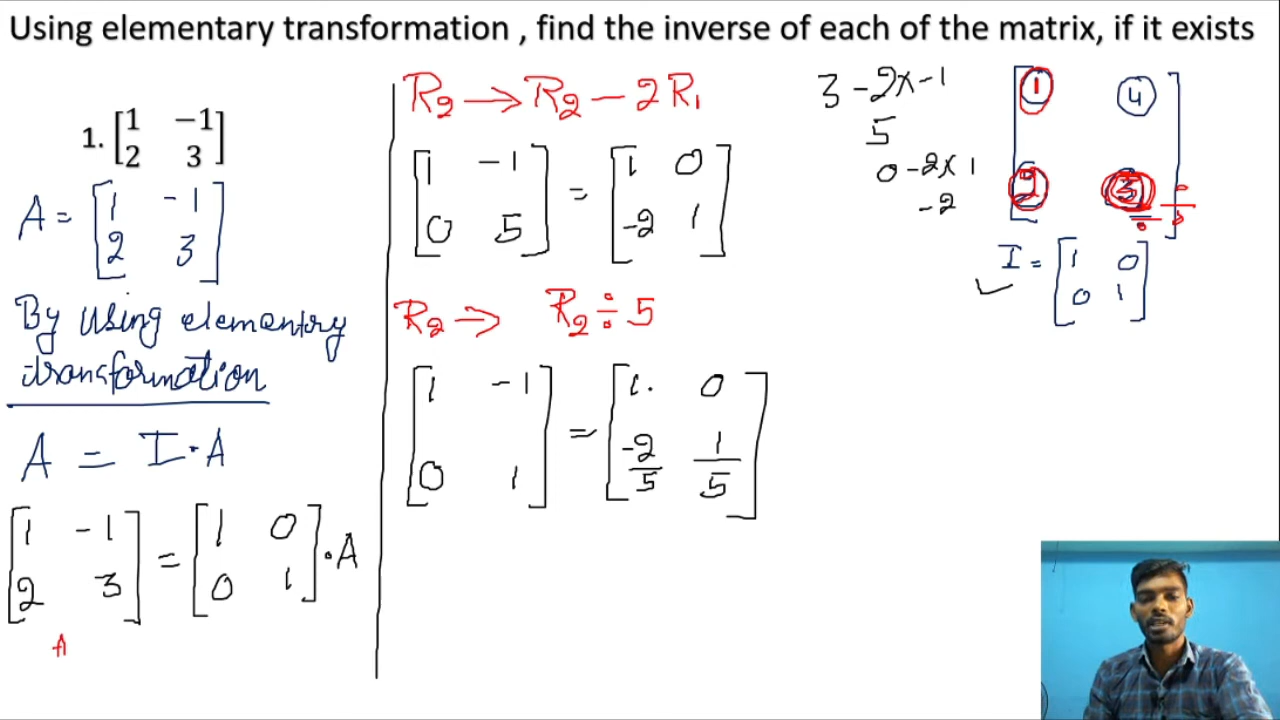 Using elementary transformation , find the inverse of each of the matrix, if it exists
1. [1 −1
2 3]
A = [1 -1
2 3]
By using elementry
transformation
A = I·A
[1 -1
2 3] = [1 0
0 1]·A
A
R₂ → R₂ - 2R₁
[1 -1
0 5] = [1 0
-2 1]
R₂ → R₂ ÷ 5
[1 -1
0 1] = [1. 0
-2/5 1/5]
3 - 2x -1
5
0 - 2x 1
-2
[1 4
2 3]
I = [1 0
0 1]